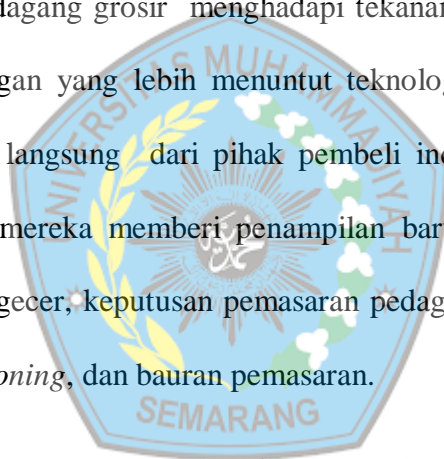 dagang grosir menghadapi tekanan
gan yang lebih menuntut teknolog
langsung dari pihak pembeli in
mereka memberi penampilan bar
gecer, keputusan pemasaran pedag
oning, dan bauran pemasaran.
UNIVERSITAS MUHAMMADIYAH
SEMARANG